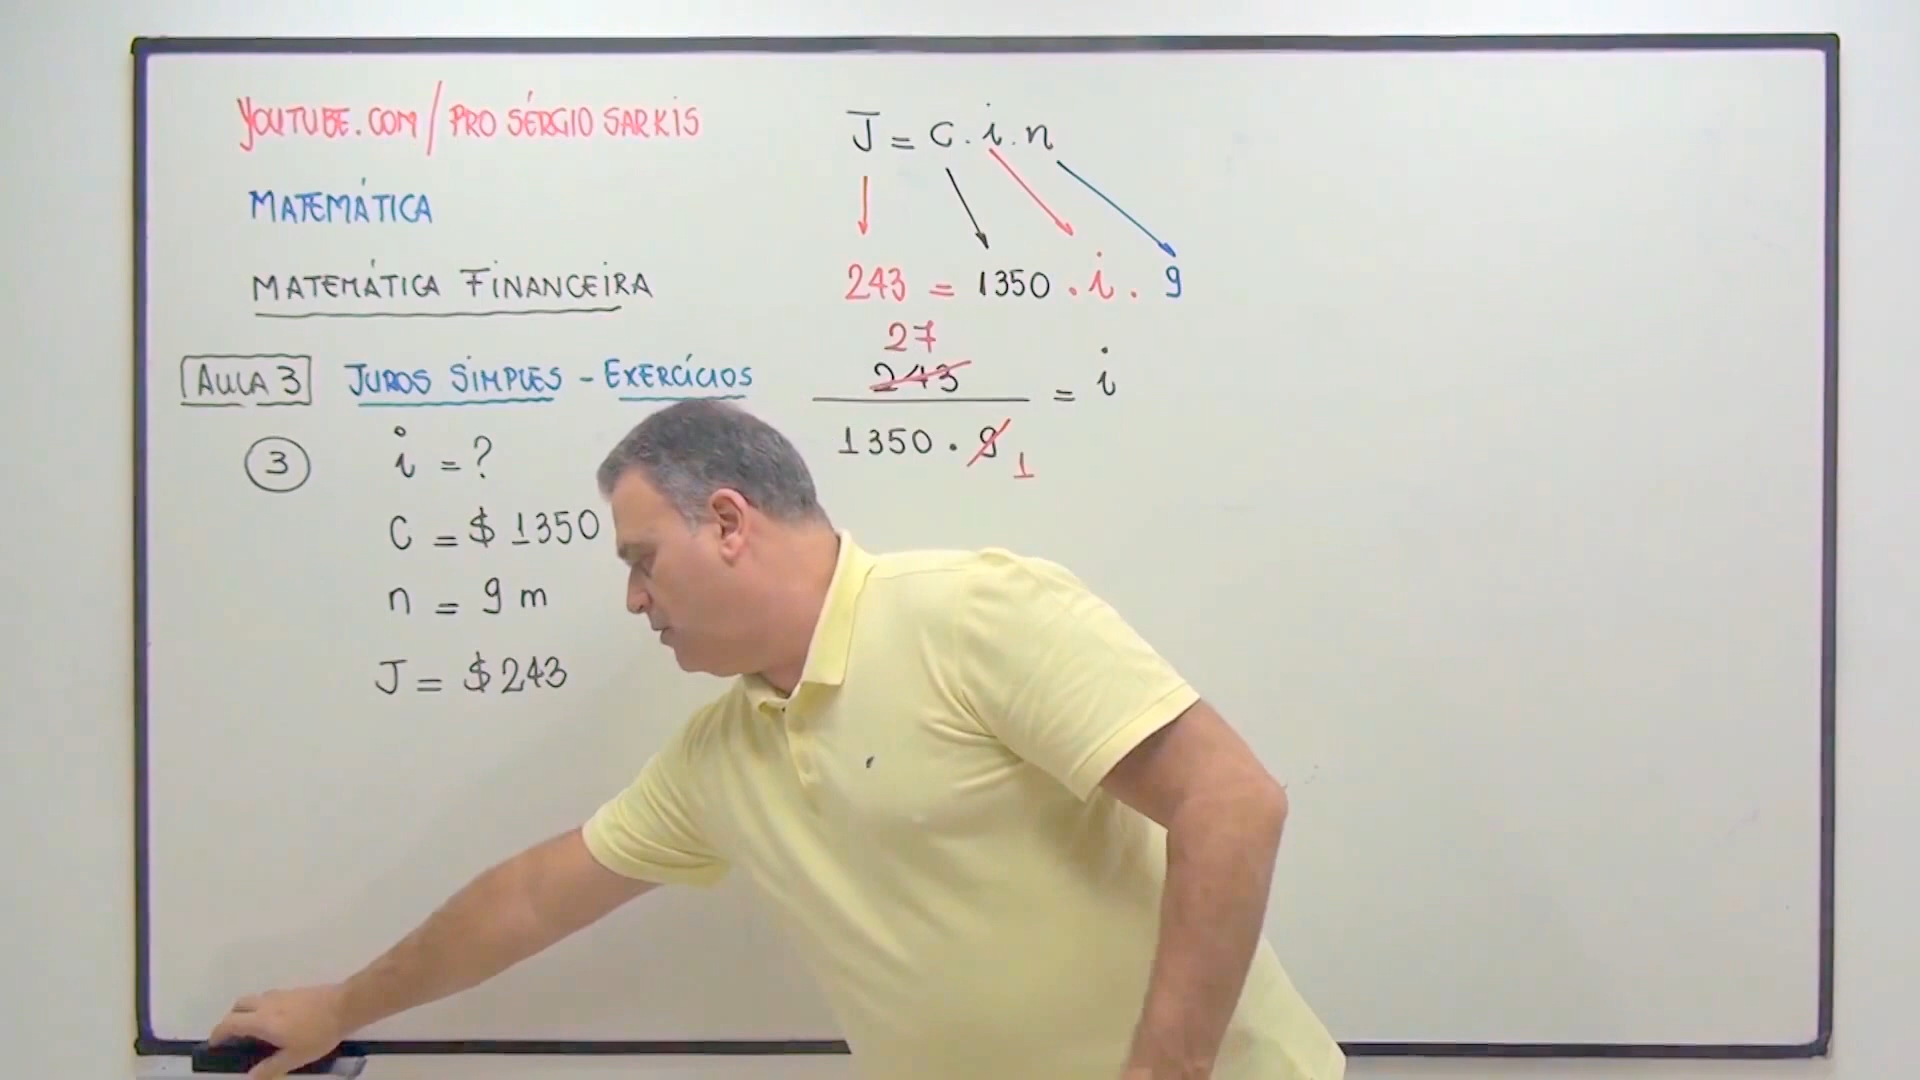 YOUTUBE.COM/PRO SÉRGIO SARKIS
MATEMÁTICA
MATEMÁTICA FINANCEIRA
AULA 3 JUROS SIMPLES - EXERCÍCIOS
3 i = ?
C = $ 1350
n = 9 m
J = $ 243
J = C . i . n
243 = 1350 . i . 9
27
243 = i
1350 . 9 1